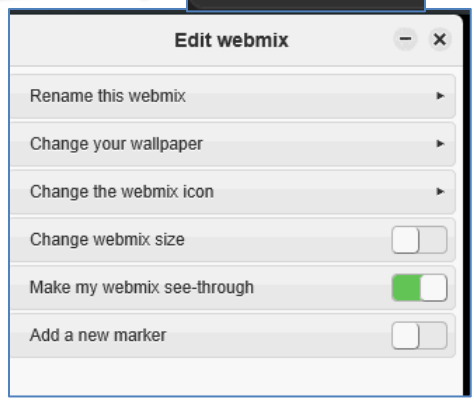 Edit webmix
Rename this webmix
Change your wallpaper
Change the webmix icon
Change webmix size
Make my webmix see-through
Add a new marker